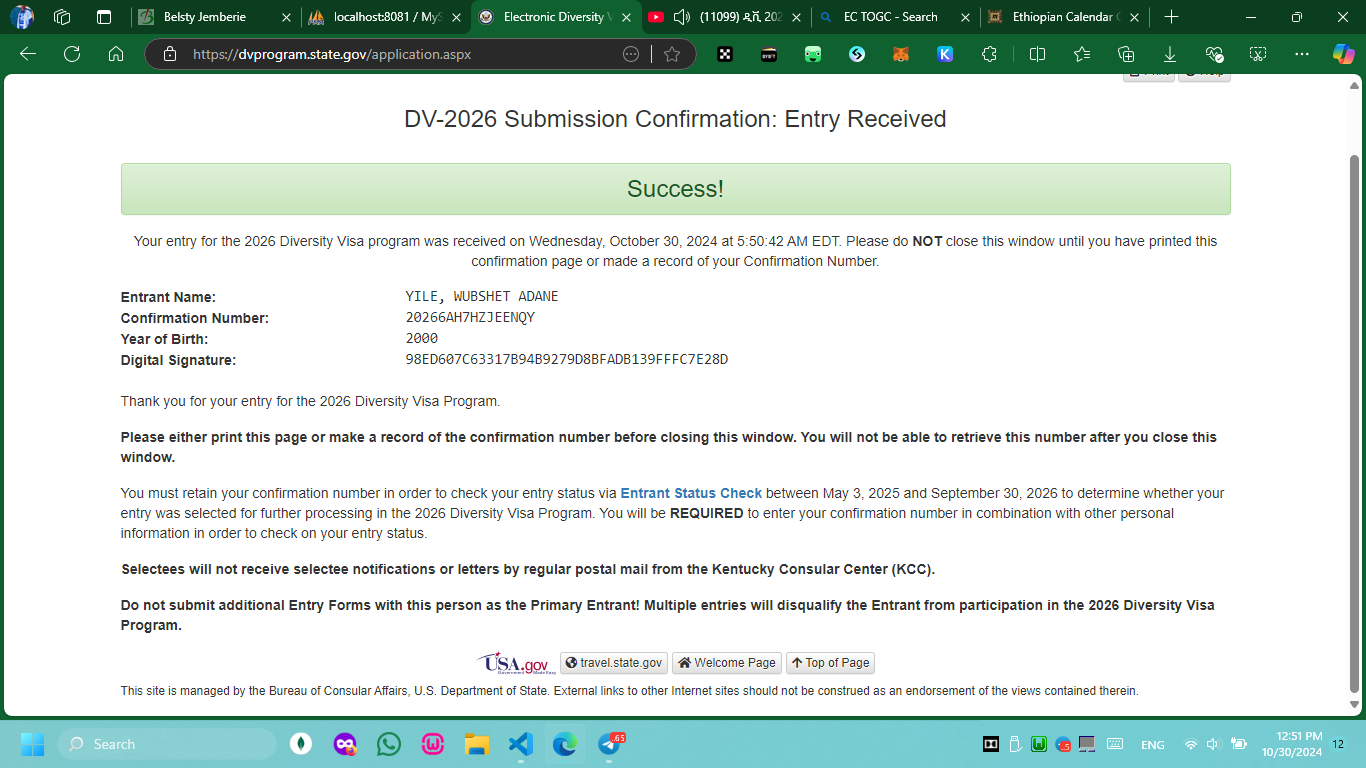 Belsty Jemberie
localhost:8081 / MyS
Electronic Diversity V
(11099) ዲቪ 202
EC TOGC - Search
Ethiopian Calendar C
https://dvprogram.state.gov/application.aspx
Print
Help
DV-2026 Submission Confirmation: Entry Received
Success!
Your entry for the 2026 Diversity Visa program was received on Wednesday, October 30, 2024 at 5:50:42 AM EDT. Please do NOT close this window until you have printed this
confirmation page or made a record of your Confirmation Number.
Entrant Name: YILE, WUBSHET ADANE
Confirmation Number: 20266AH7HZJEENQY
Year of Birth: 2000
Digital Signature: 98ED607C63317B94B9279D8BFADB139FFFC7E28D
Thank you for your entry for the 2026 Diversity Visa Program.
Please either print this page or make a record of the confirmation number before closing this window. You will not be able to retrieve this number after you close this
window.
You must retain your confirmation number in order to check your entry status via Entrant Status Check between May 3, 2025 and September 30, 2026 to determine whether your
entry was selected for further processing in the 2026 Diversity Visa Program. You will be REQUIRED to enter your confirmation number in combination with other personal
information in order to check on your entry status.
Selectees will not receive selectee notifications or letters by regular postal mail from the Kentucky Consular Center (KCC).
Do not submit additional Entry Forms with this person as the Primary Entrant! Multiple entries will disqualify the Entrant from participation in the 2026 Diversity Visa
Program.
USA.gov travel.state.gov Welcome Page Top of Page
This site is managed by the Bureau of Consular Affairs, U.S. Department of State. External links to other Internet sites should not be construed as an endorsement of the views contained therein.
Search
65
ENG
12:51 PM
10/30/2024
12